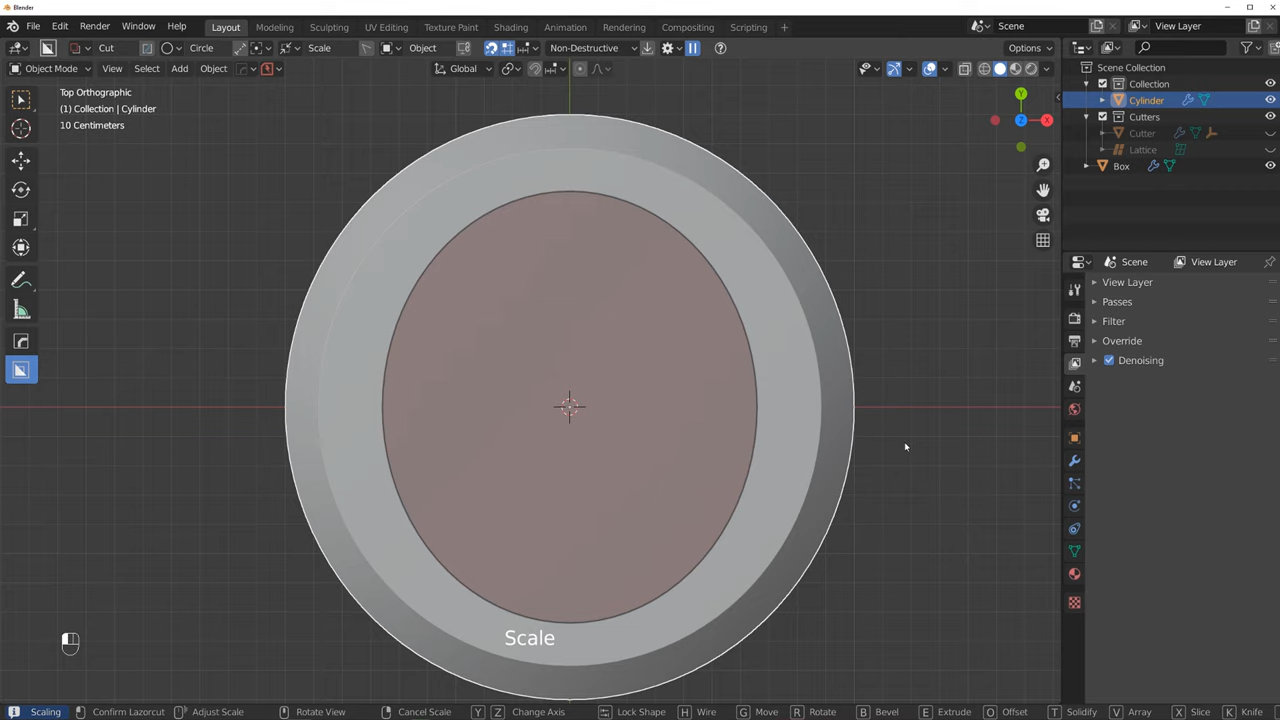 Blender
File Edit Render Window Help Layout Modeling Sculpting UV Editing Texture Paint Shading Animation Rendering Compositing Scripting + Scene View Layer
Cut Circle Scale Object Non-Destructive Options
Object Mode View Select Add Object Global
Top Orthographic
(1) Collection | Cylinder
10 Centimeters
Y
Z X
Scene Collection
Collection
Cylinder
Cutters
Cutter
Lattice
Box
Scene View Layer
View Layer
Passes
Filter
Override
Denoising
Scale
Scaling Confirm Lazorcut Adjust Scale Rotate View Cancel Scale Y Z Change Axis Lock Shape H Wire G Move R Rotate B Bevel E Extrude O Offset T Solidify X Slice K Knife